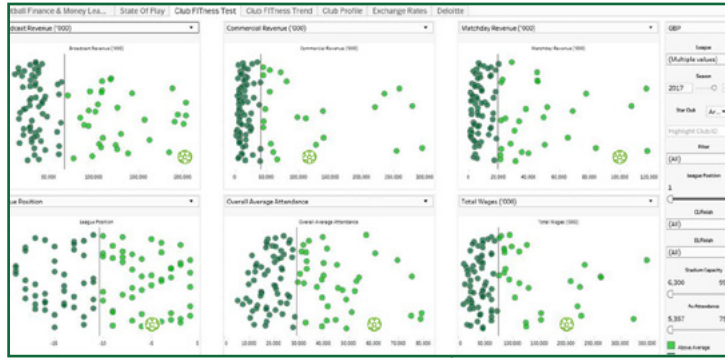 tball Finance & Money Lea... State Of Play Club FITness Test Club FITness Trend Club Profile Exchange Rates Deloitte
dcast Revenue ('000)
Commercial Revenue ('000)
Matchday Revenue ('000)
GBP
Broadcast Revenue ('000)
Commercial Revenue ('000)
Matchday Revenue ('000)
League
(Multiple values)
Season
2017
Star Club
Ar...
Highlight Club ID
Filter
(All)
50,000 100,000 150,000 200,000
0 50,000 100,000 150,000 200,000 250,000 300,000
0 20,000 40,000 60,000 80,000 100,000 120,000
League Position
1
ue Position
Overall Average Attendance
Total Wages ('000)
League Position
Overall Average Attendance
Total Wages ('000)
(All)
(All)
Stadium Capacity
6,300
Attendance
5,357
-15 -10 -5 0
0 10,000 20,000 30,000 40,000 50,000 60,000 70,000 80,000
0 50,000 100,000 150,000 200,000 250,000 300,000 350,000
Above Average